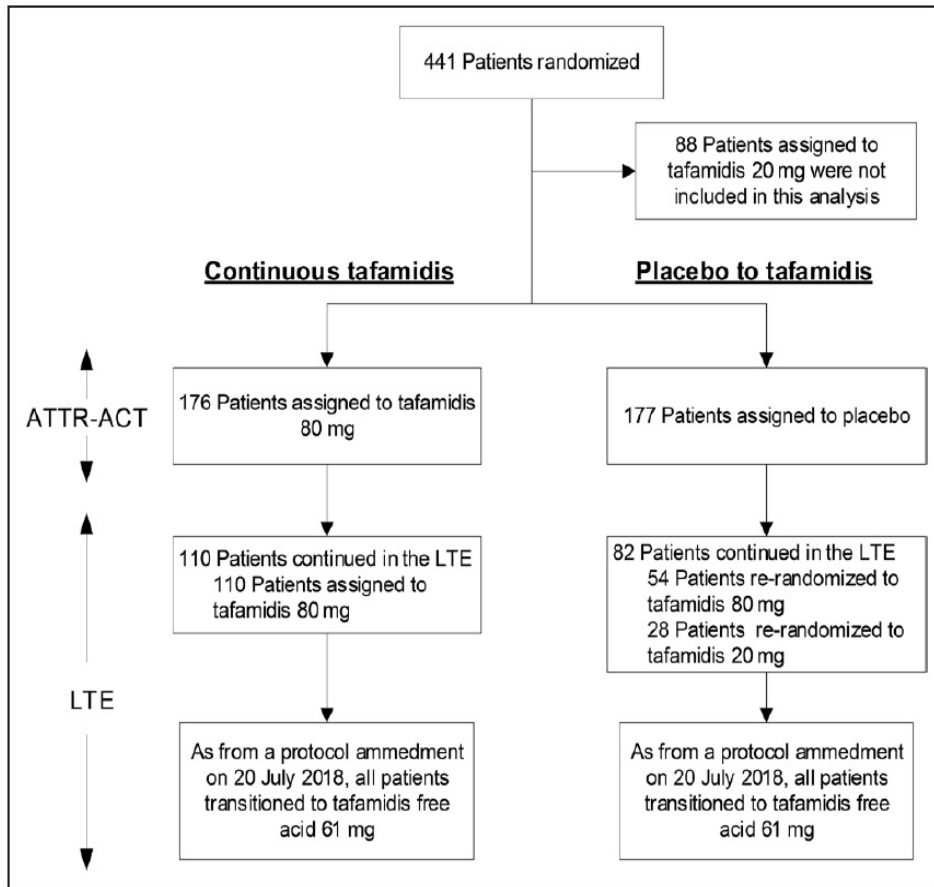 441 Patients randomized
88 Patients assigned to
tafamidis 20 mg were not
included in this analysis
Continuous tafamidis
Placebo to tafamidis
ATTR-ACT
176 Patients assigned to tafamidis
80 mg
177 Patients assigned to placebo
LTE
110 Patients continued in the LTE
110 Patients assigned to
tafamidis 80 mg
82 Patients continued in the LTE
54 Patients re-randomized to
tafamidis 80 mg
28 Patients re-randomized to
tafamidis 20 mg
As from a protocol ammedment
on 20 July 2018, all patients
transitioned to tafamidis free
acid 61 mg
As from a protocol ammedment
on 20 July 2018, all patients
transitioned to tafamidis free
acid 61 mg